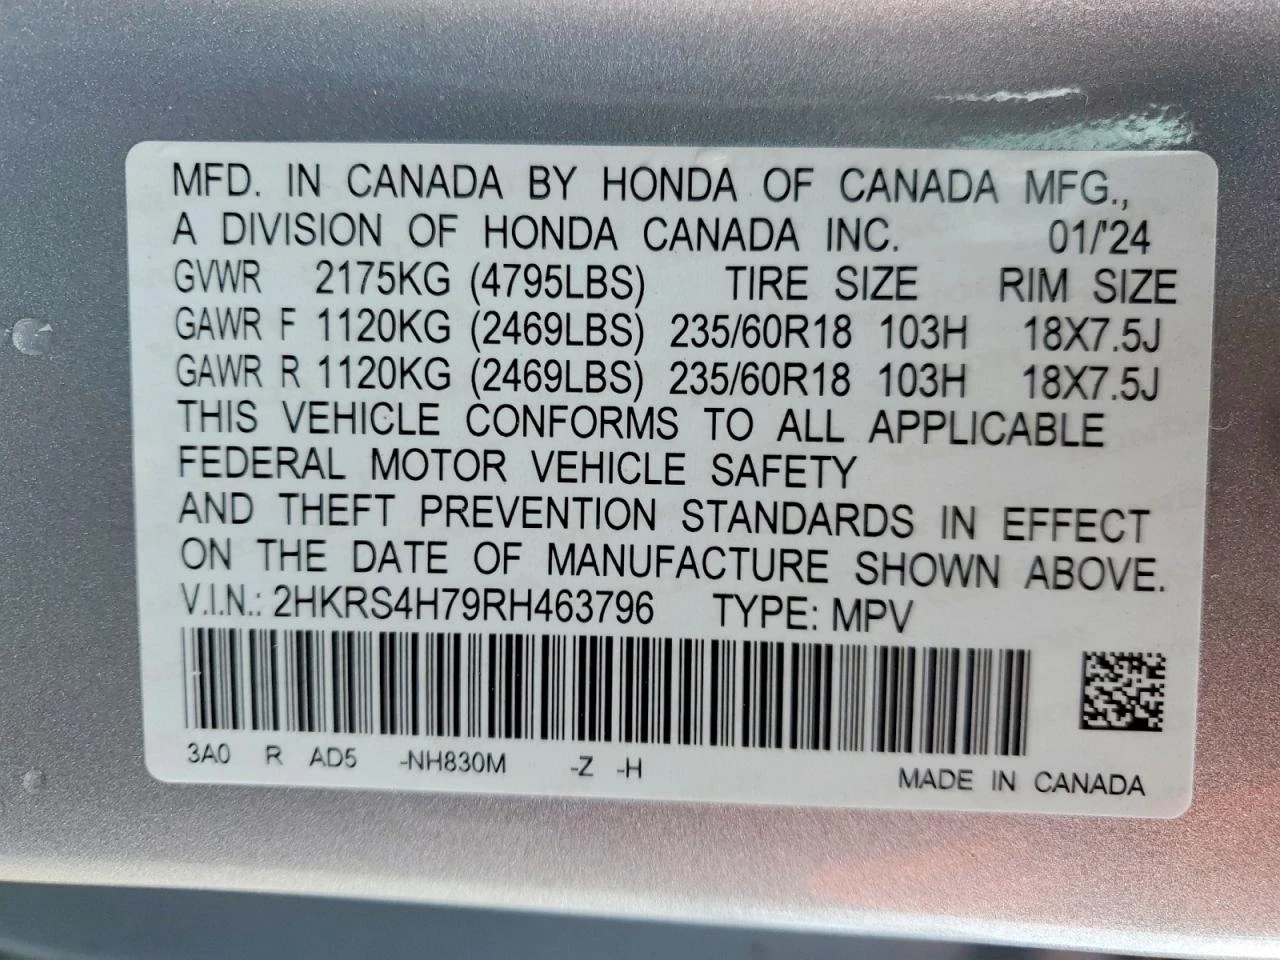 MFD. IN CANADA BY HONDA OF CANADA MFG.,
A DIVISION OF HONDA CANADA INC. 01/'24
GVWR 2175KG (4795LBS) TIRE SIZE RIM SIZE
GAWR F 1120KG (2469LBS) 235/60R18 103H 18X7.5J
GAWR R 1120KG (2469LBS) 235/60R18 103H 18X7.5J
THIS VEHICLE CONFORMS TO ALL APPLICABLE
FEDERAL MOTOR VEHICLE SAFETY
AND THEFT PREVENTION STANDARDS IN EFFECT
ON THE DATE OF MANUFACTURE SHOWN ABOVE.
V.I.N.: 2HKRS4H79RH463796 TYPE: MPV
3A0 R AD5 -NH830M -Z -H
MADE IN CANADA